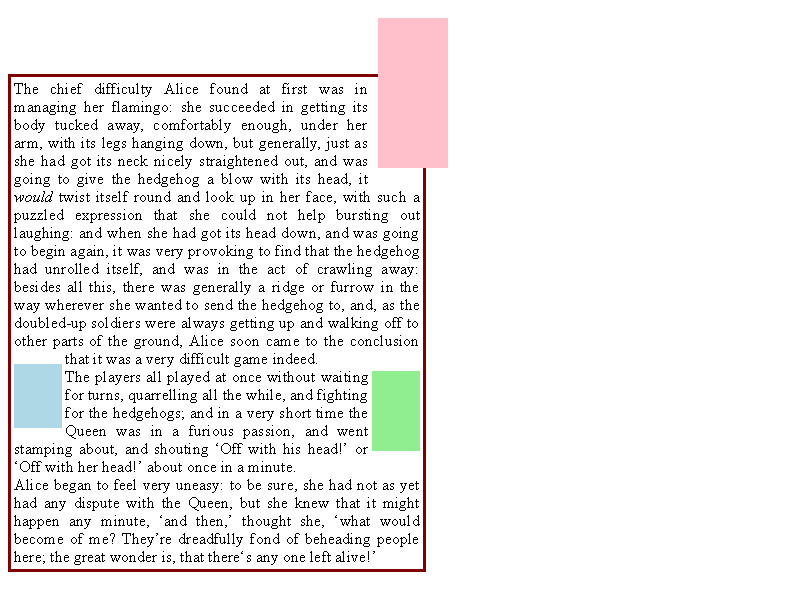 The chief difficulty Alice found at first was in
managing her flamingo: she succeeded in getting its
body tucked away, comfortably enough, under her
arm, with its legs hanging down, but generally, just as
she had got its neck nicely straightened out, and was
going to give the hedgehog a blow with its head, it
would twist itself round and look up in her face, with such a
puzzled expression that she could not help bursting out
laughing: and when she had got its head down, and was going
to begin again, it was very provoking to find that the hedgehog
had unrolled itself, and was in the act of crawling away:
besides all this, there was generally a ridge or furrow in the
way wherever she wanted to send the hedgehog to, and, as the
doubled-up soldiers were always getting up and walking off to
other parts of the ground, Alice soon came to the conclusion
that it was a very difficult game indeed.
The players all played at once without waiting
for turns, quarrelling all the while, and fighting
for the hedgehogs; and in a very short time the
Queen was in a furious passion, and went
stamping about, and shouting ‘Off with his head!’ or
‘Off with her head!’ about once in a minute.
Alice began to feel very uneasy: to be sure, she had not as yet
had any dispute with the Queen, but she knew that it might
happen any minute, ‘and then,’ thought she, ‘what would
become of me? They’re dreadfully fond of beheading people
here; the great wonder is, that there‘s any one left alive!’